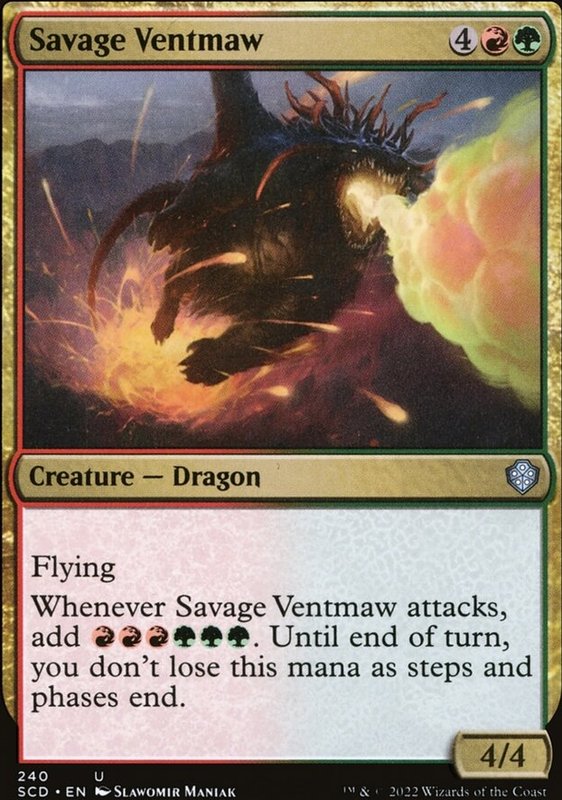 Savage Ventmaw 4
Creature — Dragon
Flying
Whenever Savage Ventmaw attacks,
add. Until end of turn,
you don't lose this mana as steps and
phases end.
4/4
240 U
SCD • EN Slawomir Maniak ™ & © 2022 Wizards of the Coast